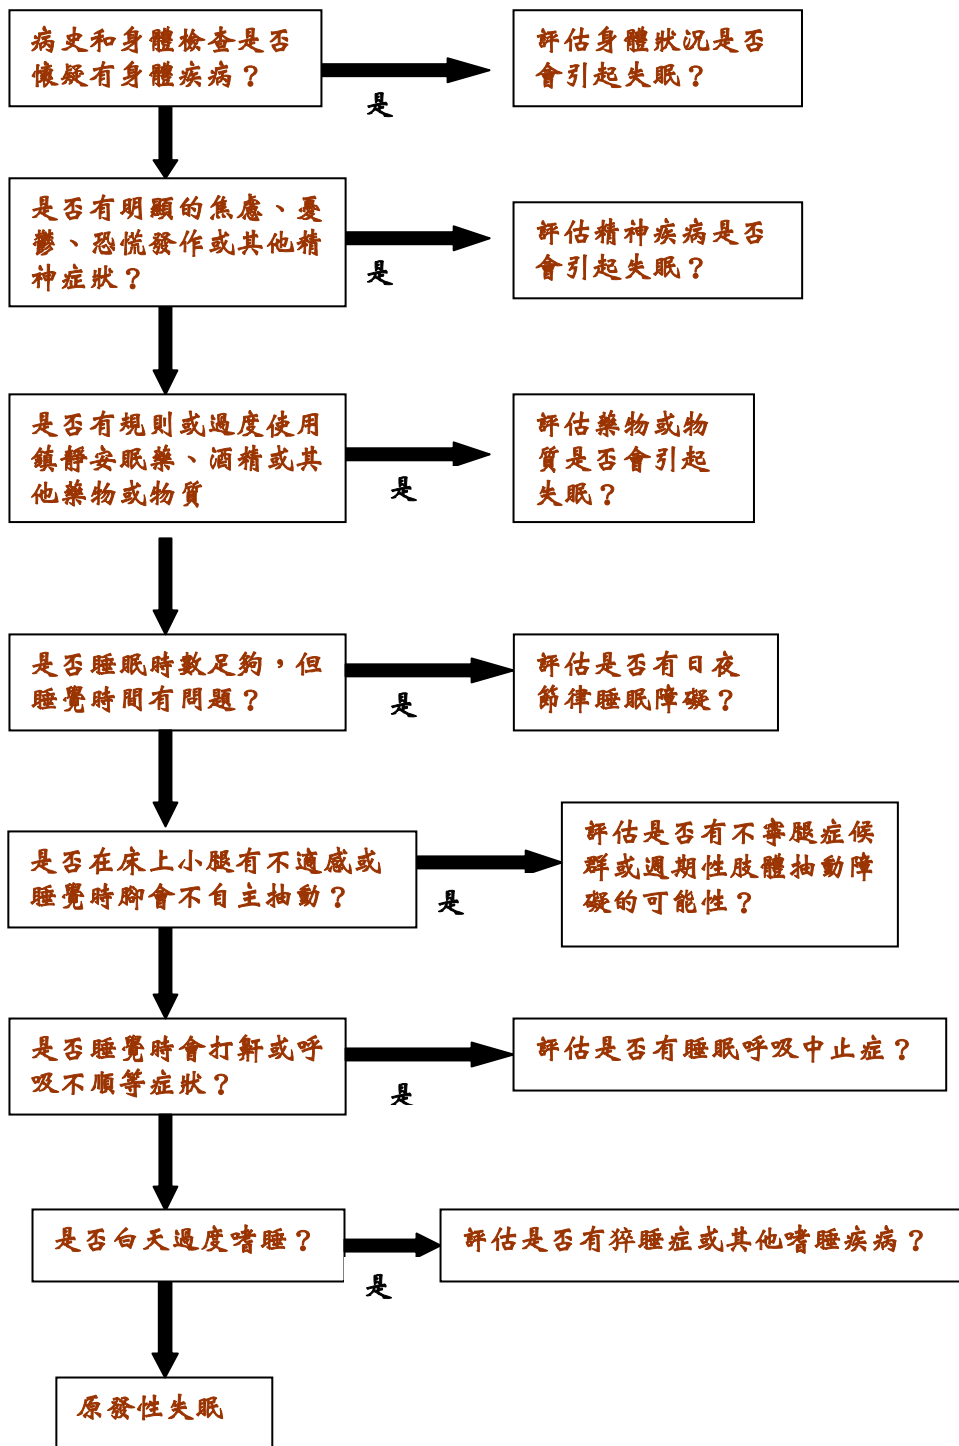 病史和身體檢查是否
懷疑有身體疾病？
是
評估身體狀況是否
會引起失眠？
是否有明顯的焦慮、憂
鬱、恐慌發作或其他精
神症狀？
是
評估精神疾病是否
會引起失眠？
是否有規則或過度使用
鎮靜安眠藥、酒精或其
他藥物或物質
是
評估藥物或物
質是否會引起
失眠？
是否睡眠時數足夠，但
睡覺時間有問題？
是
評估是否有日夜
節律睡眠障礙？
是否在床上小腿有不適感或
睡覺時腳會不自主抽動？
是
評估是否有不寧腿症候
群或週期性肢體抽動障
礙的可能性？
是否睡覺時會打鼾或呼
吸不順等症狀？
是
評估是否有睡眠呼吸中止症？
是否白天過度嗜睡？
是
評估是否有猝睡症或其他嗜睡疾病？
原發性失眠